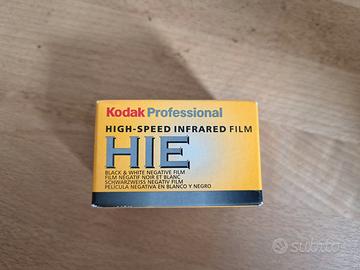 Kodak Professional
HIGH-SPEED INFRARED FILM
HIE
BLACK & WHITE NEGATIVE FILM
FILM NÉGATIF NOIR ET BLANC
SCHWARZWEISS NEGATIV FILM
PELÍCULA NEGATIVA EN BLANCO Y NEGRO
subito